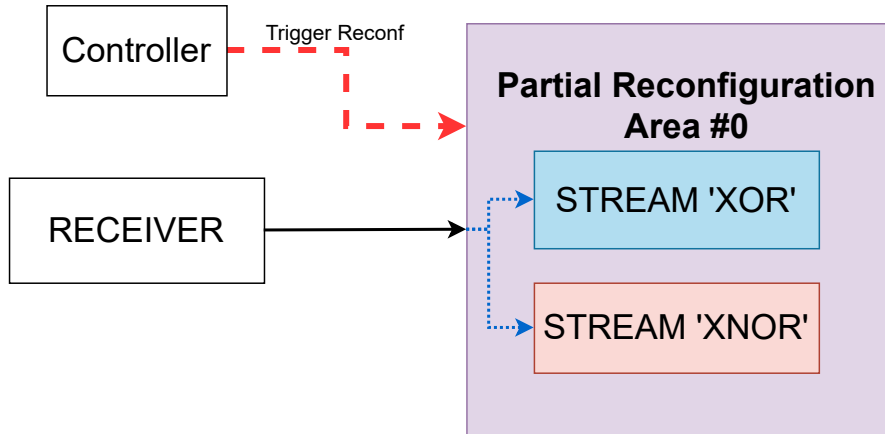 Controller
Trigger Reconf
Partial Reconfiguration
Area #0
RECEIVER
STREAM 'XOR'
STREAM 'XNOR'